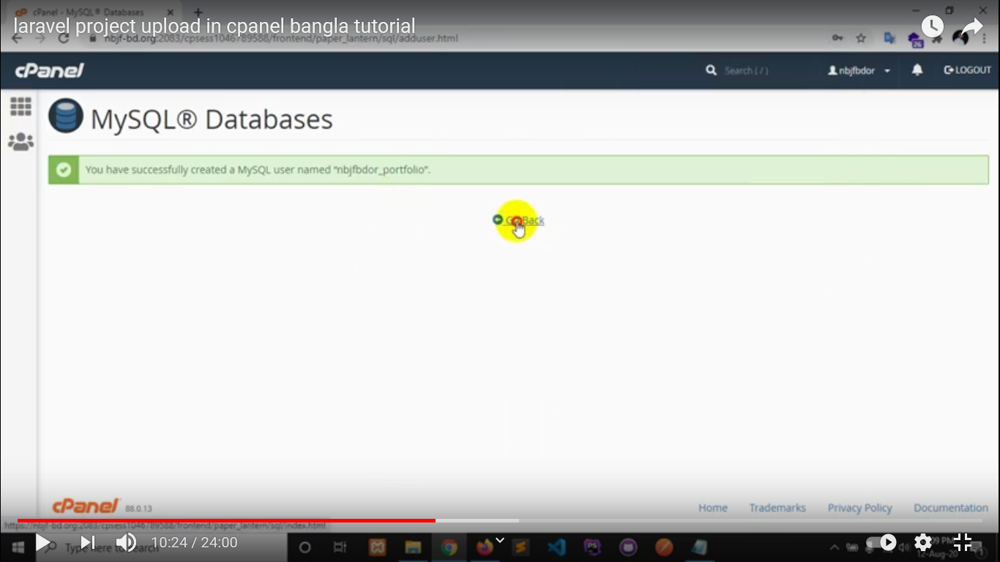 cPanel - MySQL® Databases
laravel project upload in cpanel bangla tutorial
nbjf-bd.org:2083/cpsess1046789588/frontend/paper_lantern/sql/adduser.html
26
cPanel
Search ( / )
nbjfbdor
LOGOUT
MySQL® Databases
You have successfully created a MySQL user named “nbjfbdor_portfolio”.
Go Back
cPanel 88.0.13
Home Trademarks Privacy Policy Documentation
https://nbjf-bd.org:2083/cpsess1046789588/frontend/paper_lantern/sql/index.html
10:24 / 24:00
Type here to search
PS
PM
12-Aug-20